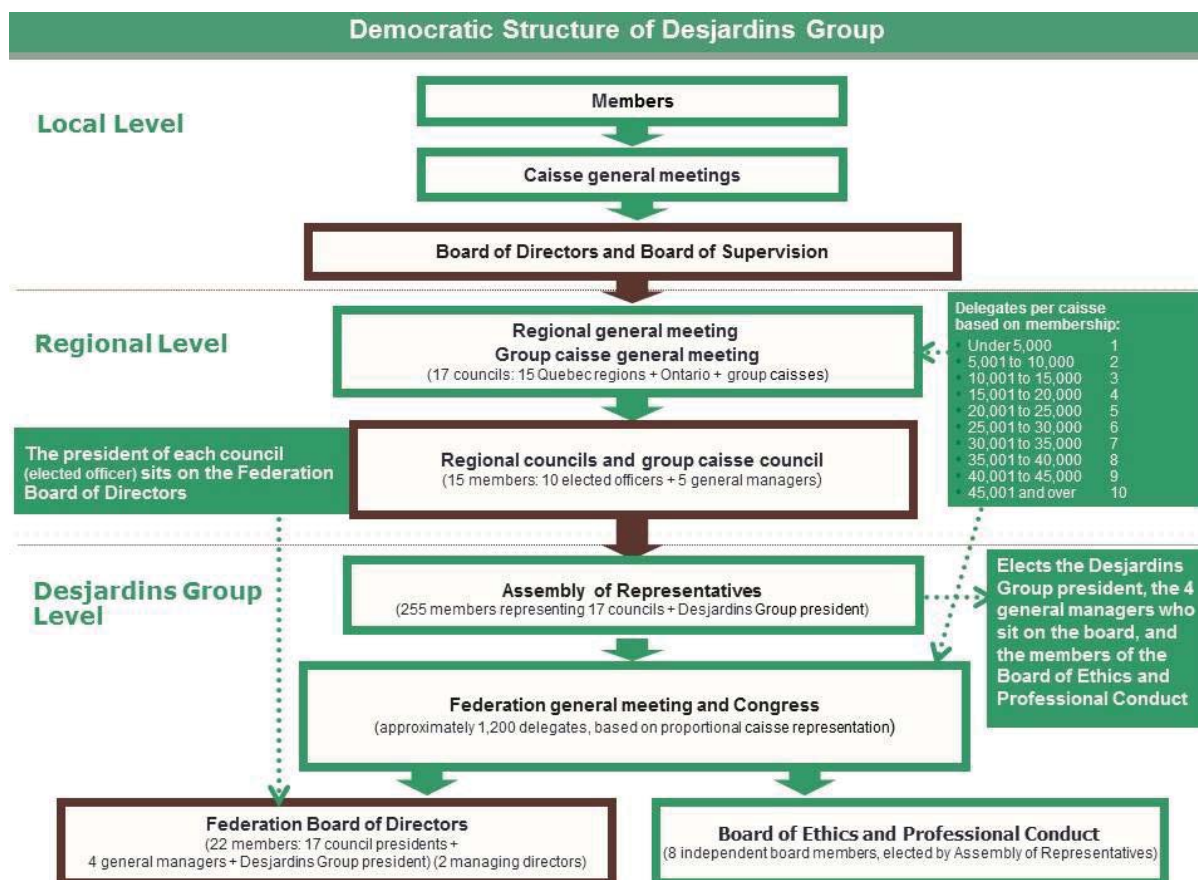 Democratic Structure of Desjardins Group
Local Level
Members
Caisse general meetings
Board of Directors and Board of Supervision
Regional Level
Regional general meeting
Group caisse general meeting
(17 councils: 15 Quebec regions + Ontario + group caisses)
Delegates per caisse
based on membership:
• Under 5,000 1
• 5,001 to 10,000 2
• 10,001 to 15,000 3
• 15,001 to 20,000 4
• 20,001 to 25,000 5
• 25,001 to 30,000 6
• 30,001 to 35,000 7
• 35,001 to 40,000 8
• 40,001 to 45,000 9
• 45,001 and over 10
The president of each council
(elected officer) sits on the Federation
Board of Directors
Regional councils and group caisse council
(15 members: 10 elected officers + 5 general managers)
Desjardins Group
Level
Assembly of Representatives
(255 members representing 17 councils + Desjardins Group president)
Elects the Desjardins
Group president, the 4
general managers who
sit on the board, and
the members of the
Board of Ethics and
Professional Conduct
Federation general meeting and Congress
(approximately 1,200 delegates, based on proportional caisse representation)
Federation Board of Directors
(22 members: 17 council presidents +
4 general managers + Desjardins Group president) (2 managing directors)
Board of Ethics and Professional Conduct
(8 independent board members, elected by Assembly of Representatives)